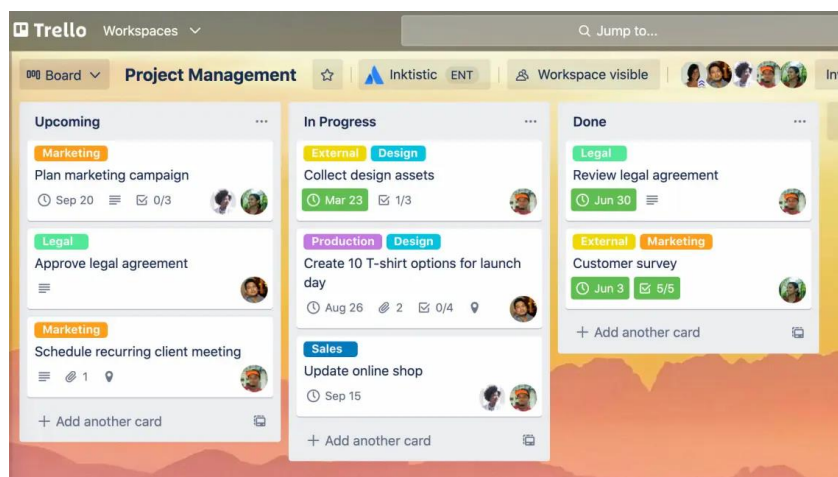 Trello Workspaces Jump to...
Board Project Management Inktistic ENT Workspace visible In
Upcoming
Marketing
Plan marketing campaign
Sep 20 0/3
Legal
Approve legal agreement
Marketing
Schedule recurring client meeting
1
+ Add another card
In Progress
External Design
Collect design assets
Mar 23 1/3
Production Design
Create 10 T-shirt options for launch
day
Aug 26 2 0/4
Sales
Update online shop
Sep 15
+ Add another card
Done
Legal
Review legal agreement
Jun 30
External Marketing
Customer survey
Jun 3 5/5
+ Add another card